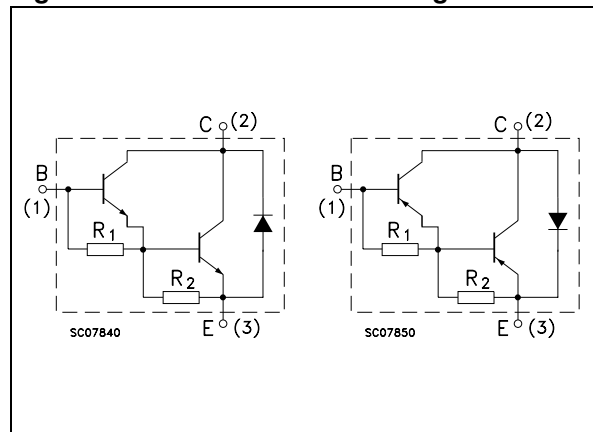 C (2)
B
(1)
R1
R2
SC07840
E (3)
C (2)
B
(1)
R1
R2
SC07850
E (3)